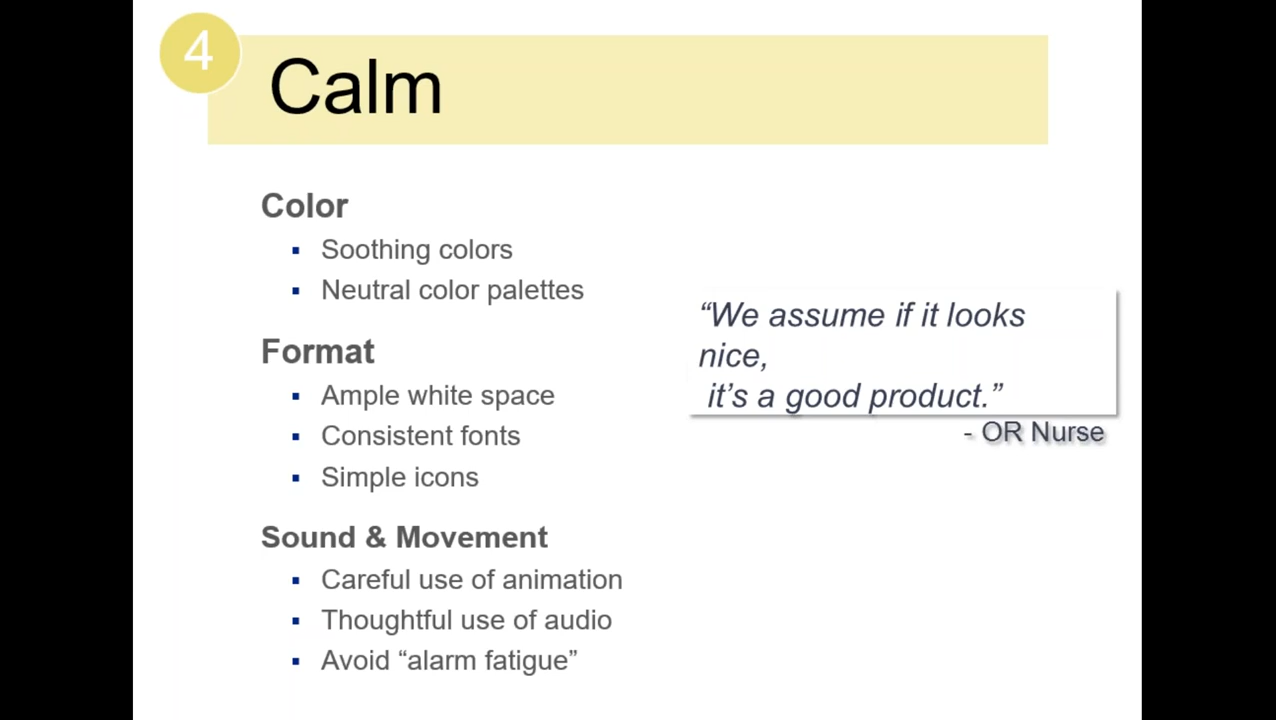 4
Calm
Color
▪ Soothing colors
▪ Neutral color palettes
Format
▪ Ample white space
▪ Consistent fonts
▪ Simple icons
Sound & Movement
▪ Careful use of animation
▪ Thoughtful use of audio
▪ Avoid “alarm fatigue”
“We assume if it looks
nice,
it’s a good product.”
- OR Nurse